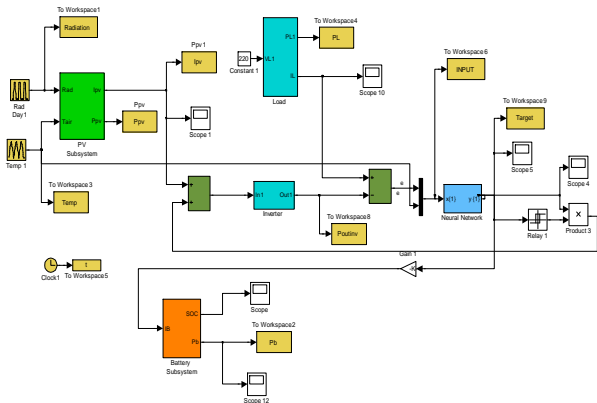 To Workspace1
Radiation
Ppv1
Ipv
220
Constant 1
VL1
PL1
IL
Load
To Workspace4
PL
Scope 10
To Workspace6
INPUT
To Workspace9
Target
Rad
Day1
Rad
Tair
Ipv
Ppv
PV
Subsystem
Ppv
Ppv
Scope 1
Temp 1
Scope 5
Scope 4
To Workspace3
Temp
+
+
In1
Out1
Inverter
+
−
e
e
x{1}
y{1}
Neural Network
Relay 1
×
Product 3
To Workspace8
Poutinv
Clock1
t
To Workspace5
Gain 1
-K-
iB
SOC
Pb
Battery
Subsystem
Scope
To Workspace2
Pb
Scope 12